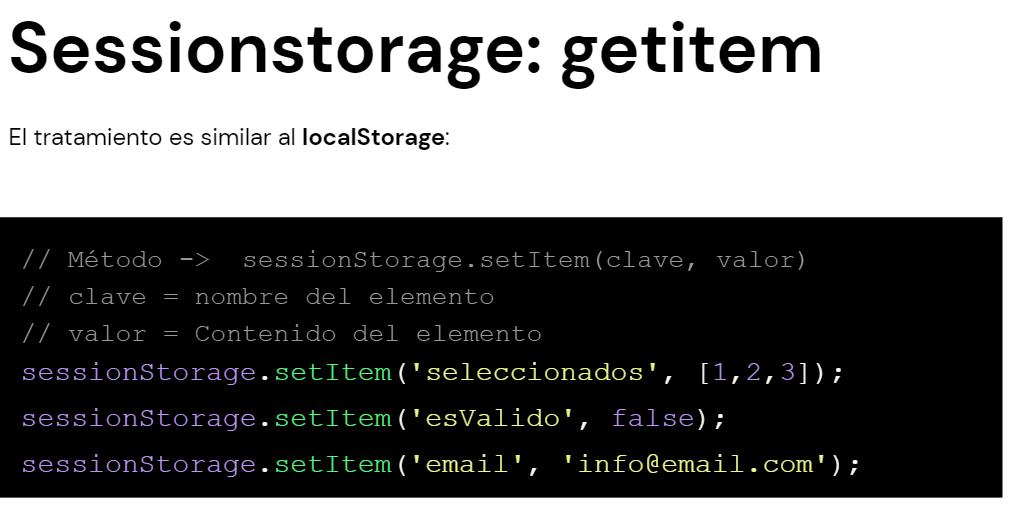 Sessionstorage: getitem
El tratamiento es similar al localStorage:
// Método ->  sessionStorage.setItem(clave, valor)
// clave = nombre del elemento
// valor = Contenido del elemento
sessionStorage.setItem('seleccionados', [1,2,3]);
sessionStorage.setItem('esValido', false);
sessionStorage.setItem('email', 'info@email.com');